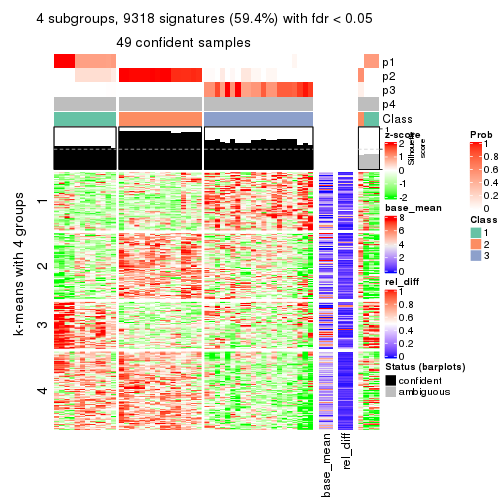 4 subgroups, 9318 signatures (59.4%) with fdr < 0.05
49 confident samples
p1
p2
p3
p4
Class
1
Silhouette
score
z-score
2
1
0
-1
-2
base_mean
8
6
4
2
0
rel_diff
1
0.8
0.6
0.4
0.2
0
Status (barplots)
confident
ambiguous
Prob
1
0.8
0.6
0.4
0.2
0
Class
1
2
3
k-means with 4 groups
1
2
3
4
base_mean
rel_diff